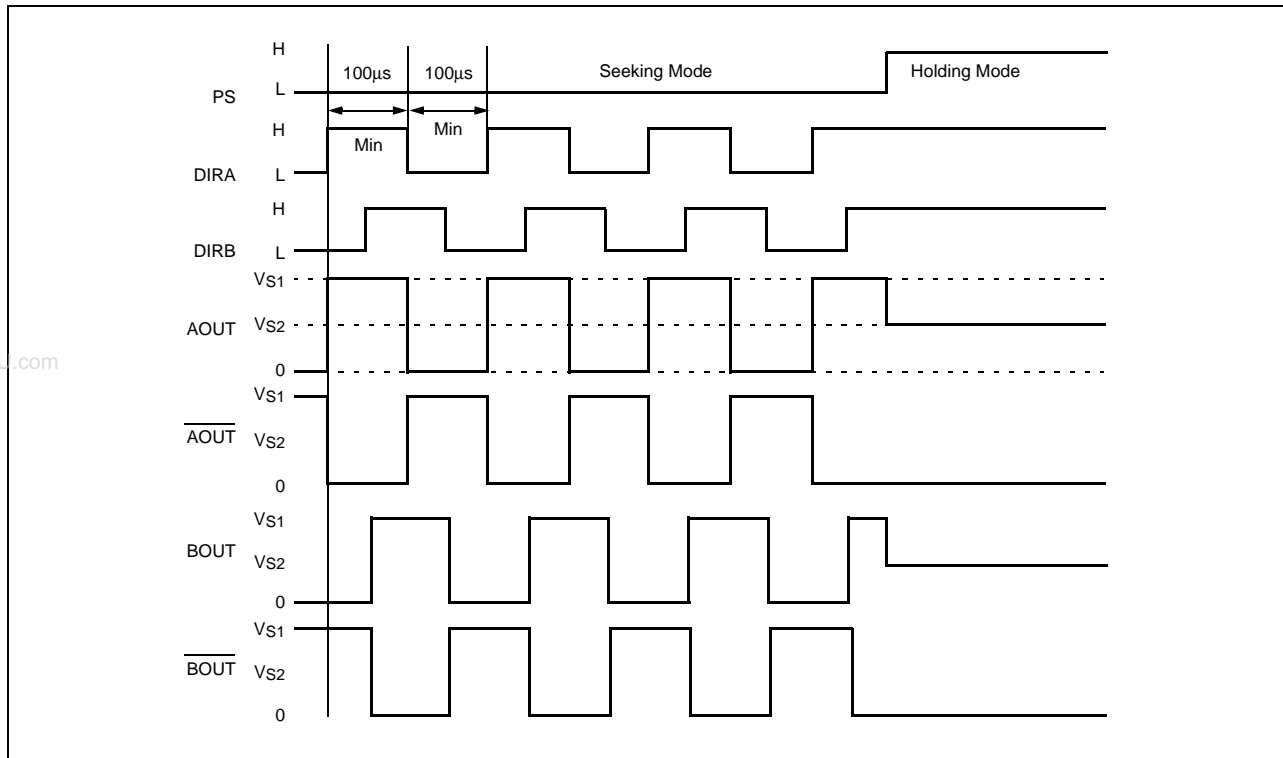 H
100μs
100μs
Seeking Mode
Holding Mode
PS
L
H
Min
Min
DIRA
L
H
DIRB
L
VS1
AOUT
VS2
0
VS1
AOUT
VS2
0
VS1
BOUT
VS2
0
VS1
BOUT
VS2
0
.com